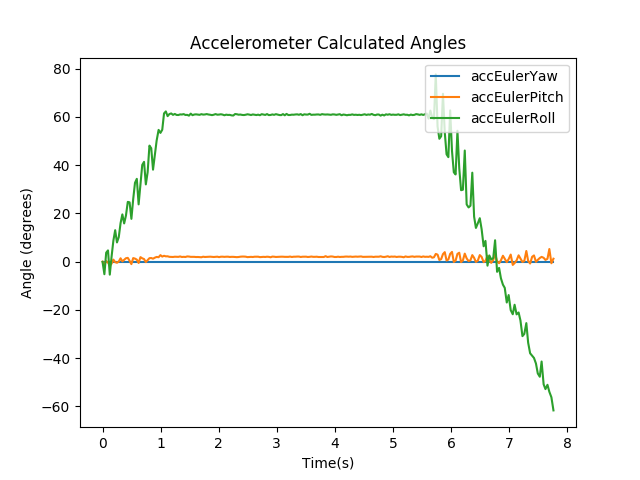 Accelerometer Calculated Angles
accEulerYaw
accEulerPitch
accEulerRoll
80
60
40
20
0
−20
−40
−60
Angle (degrees)
0 1 2 3 4 5 6 7 8
Time(s)